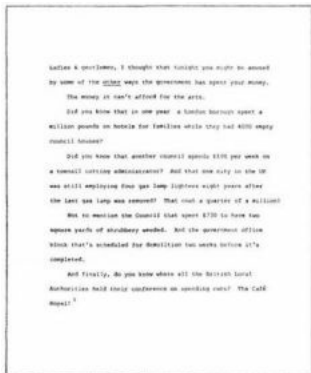 Ladies & gentlemen, I thought that tonight you might be amused
by some of the other ways the government has spent your money.
The money it can't afford for the arts.
Did you know that in one year a London borough spent a
million pounds on hotels for families while they had 4000 empty
council houses?
Did you know that another council spends £100 per week on
a toenail cutting administrator? And that one city in the UK
was still employing four gas lamp lighters eight years after
the last gas lamp was removed? That cost a quarter of a million!
Not to mention the Council that spent £730 to have two
square yards of shrubbery weeded. And the government office
block that's scheduled for demolition two weeks before it's
completed.
And finally, do you know where all the British Local
Authorities held their conference on spending cuts? The Café
Royal!